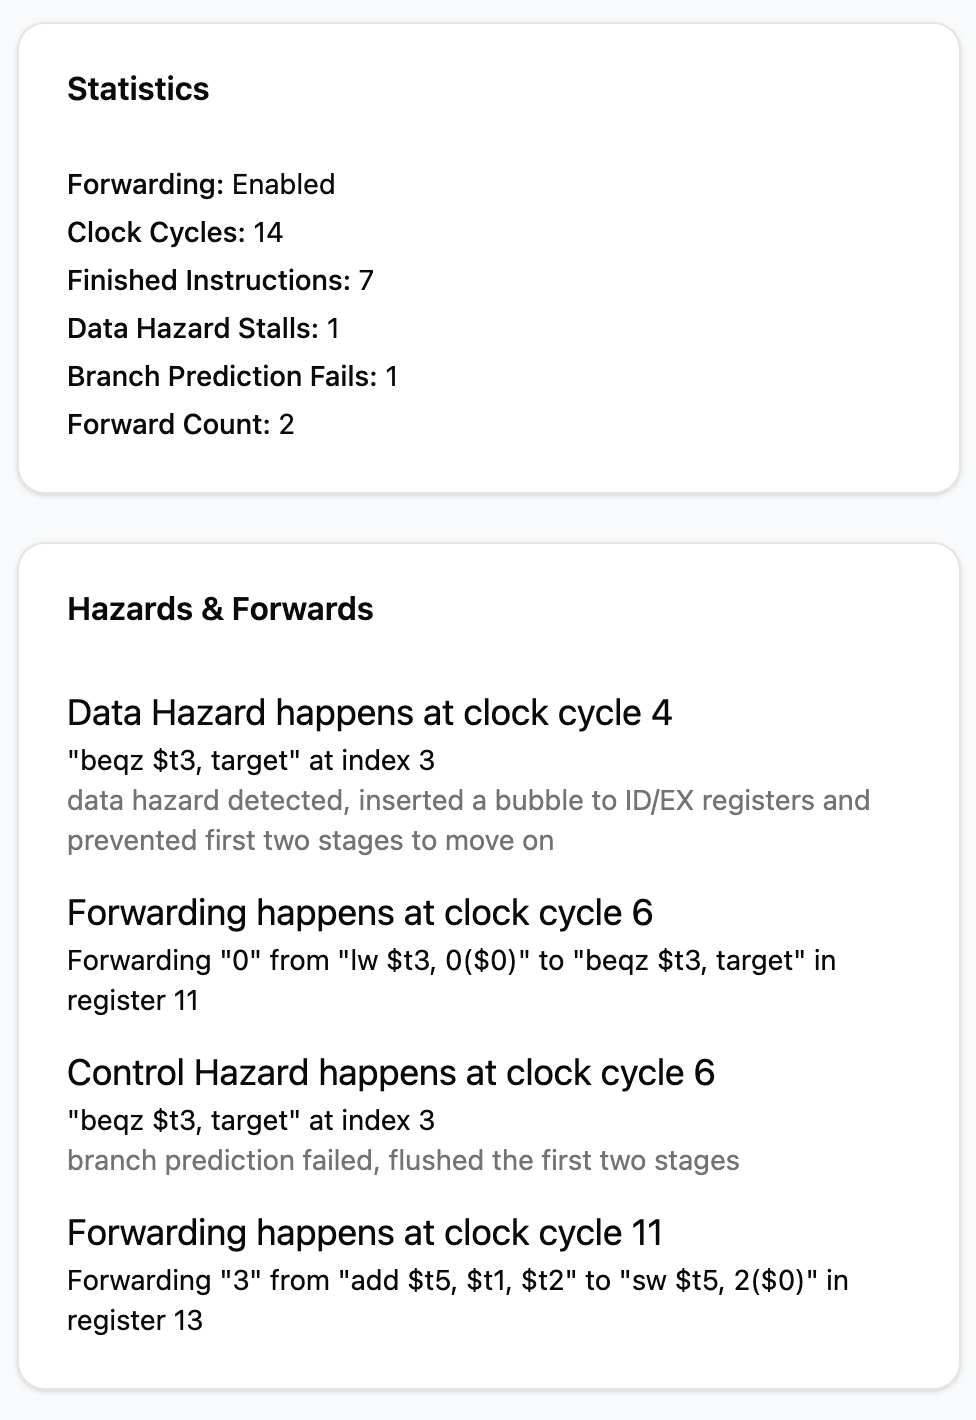 Statistics
Forwarding: Enabled
Clock Cycles: 14
Finished Instructions: 7
Data Hazard Stalls: 1
Branch Prediction Fails: 1
Forward Count: 2
Hazards & Forwards
Data Hazard happens at clock cycle 4
"beqz $t3, target" at index 3
data hazard detected, inserted a bubble to ID/EX registers and
prevented first two stages to move on
Forwarding happens at clock cycle 6
Forwarding "0" from "lw $t3, 0($0)" to "beqz $t3, target" in
register 11
Control Hazard happens at clock cycle 6
"beqz $t3, target" at index 3
branch prediction failed, flushed the first two stages
Forwarding happens at clock cycle 11
Forwarding "3" from "add $t5, $t1, $t2" to "sw $t5, 2($0)" in
register 13